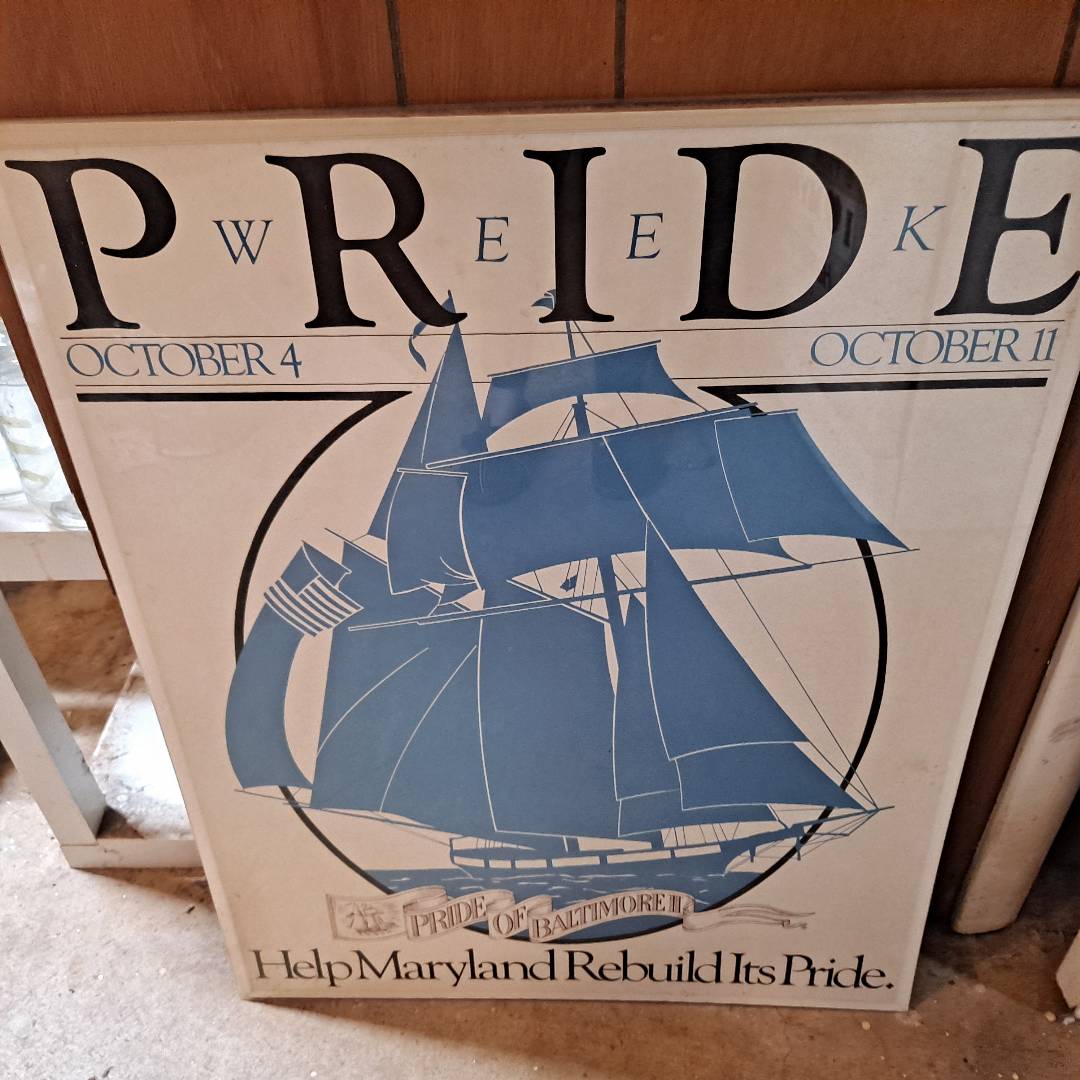 PRIDE
WEEK
OCTOBER 4 OCTOBER 11
PRIDE OF BALTIMORE II
Help Maryland Rebuild Its Pride.